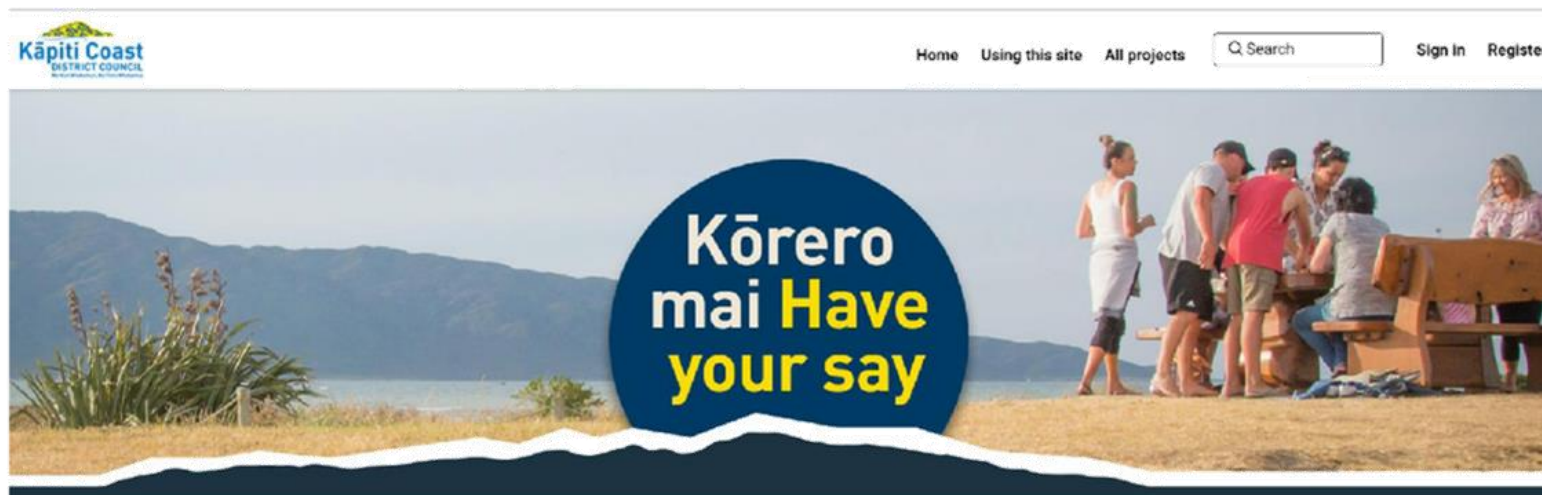 Kāpiti Coast
DISTRICT COUNCIL
Home Using this site All projects Search Sign in Registe
Kōrero
mai Have
your say